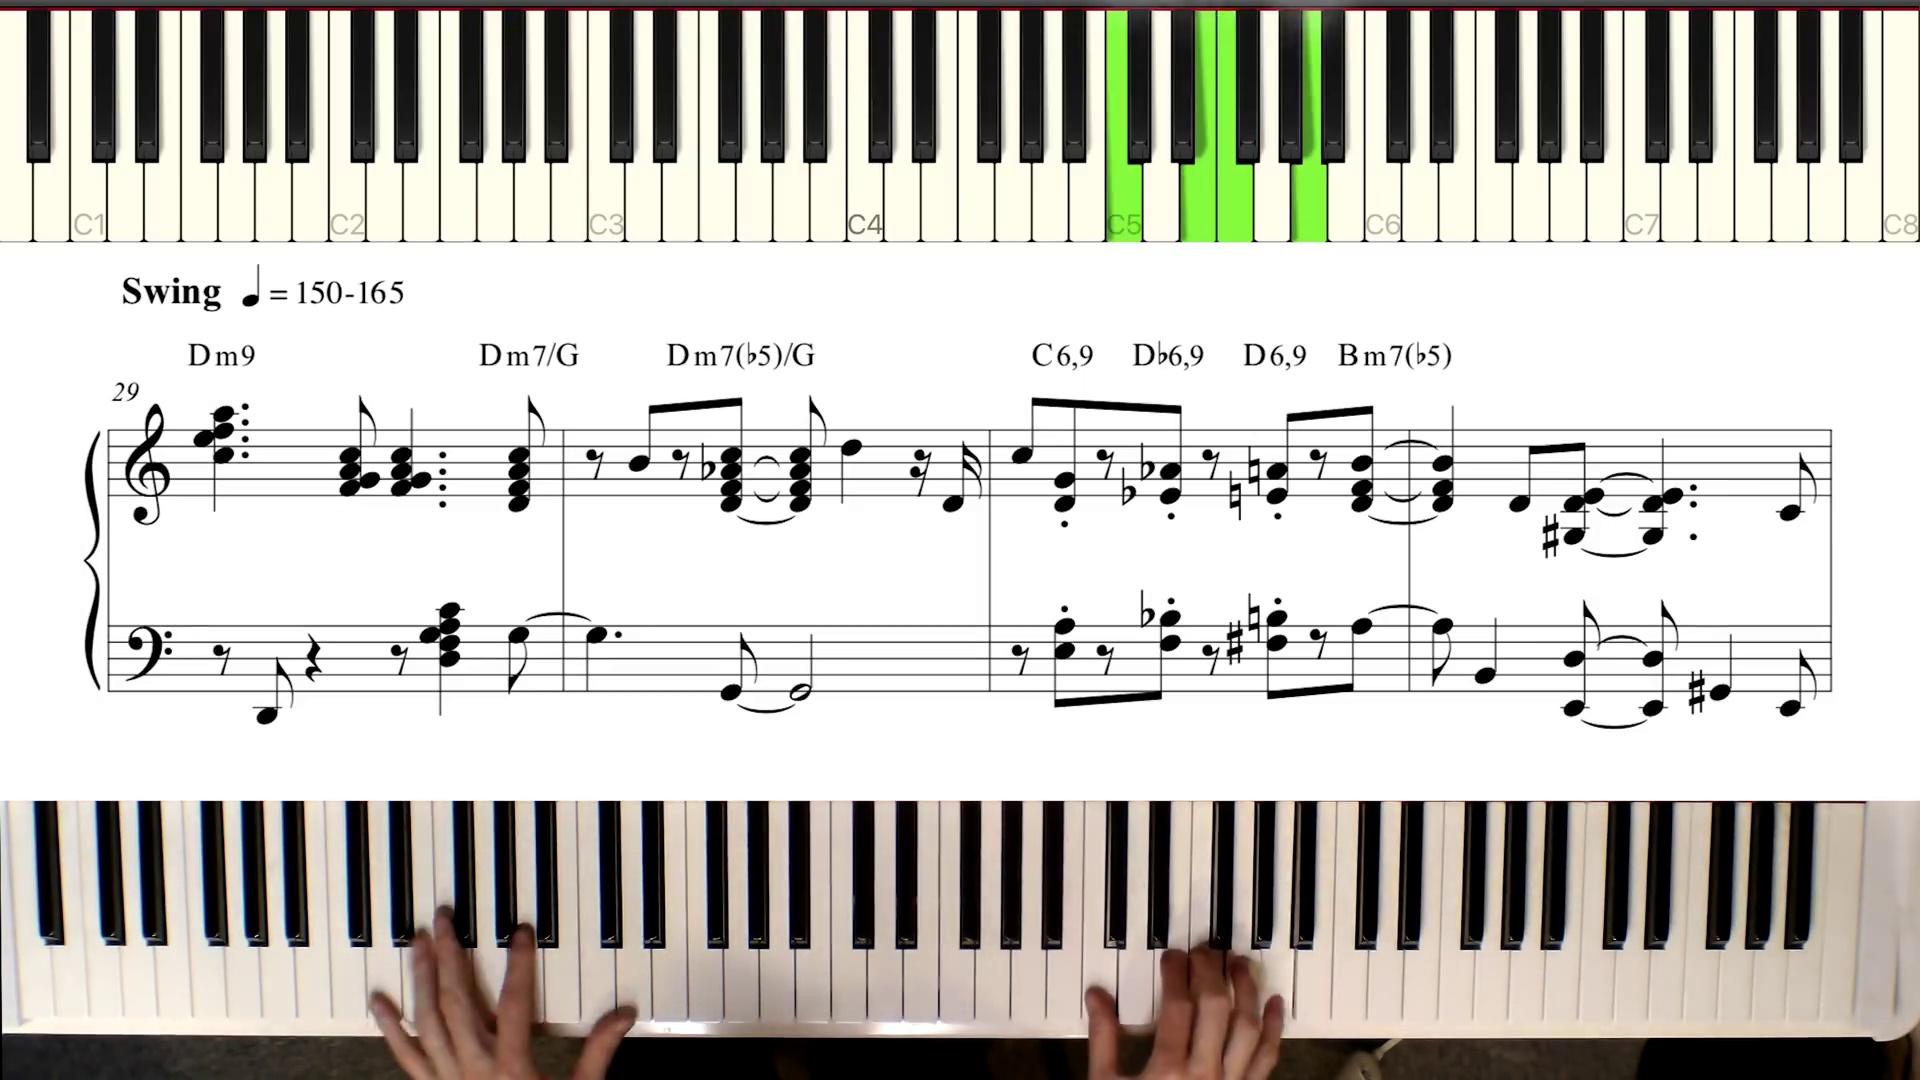 C1 C2 C3 C4 C5 C6 C7 C8
Swing ♩ = 150-165
Dm9 Dm7/G Dm7(♭5)/G C6,9 D♭6,9 D6,9 Bm7(♭5)
29